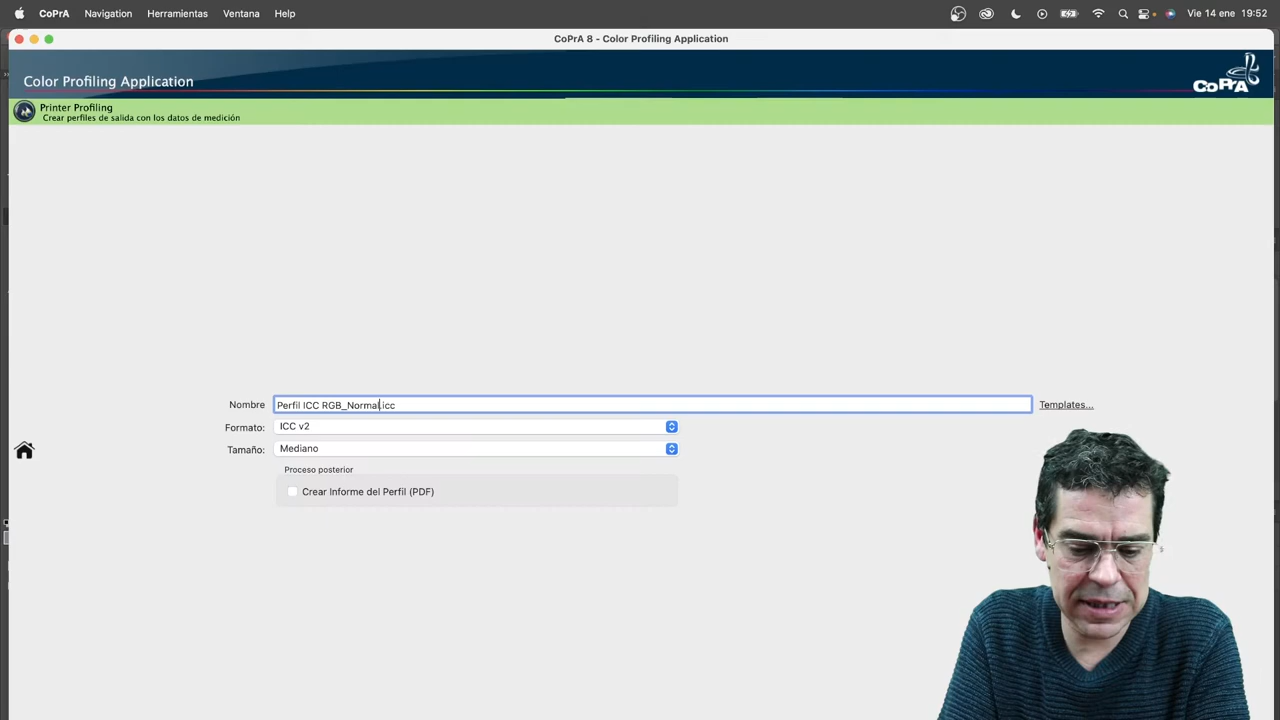 CoPrA Navigation Herramientas Ventana Help Vie 14 ene 19:52
CoPrA 8 - Color Profiling Application
Color Profiling Application
CoPrA
Printer Profiling
Crear perfiles de salida con los datos de medición
Nombre Perfil ICC RGB_Normal.icc Templates...
Formato: ICC v2
Tamaño: Mediano
Proceso posterior
Crear Informe del Perfil (PDF)